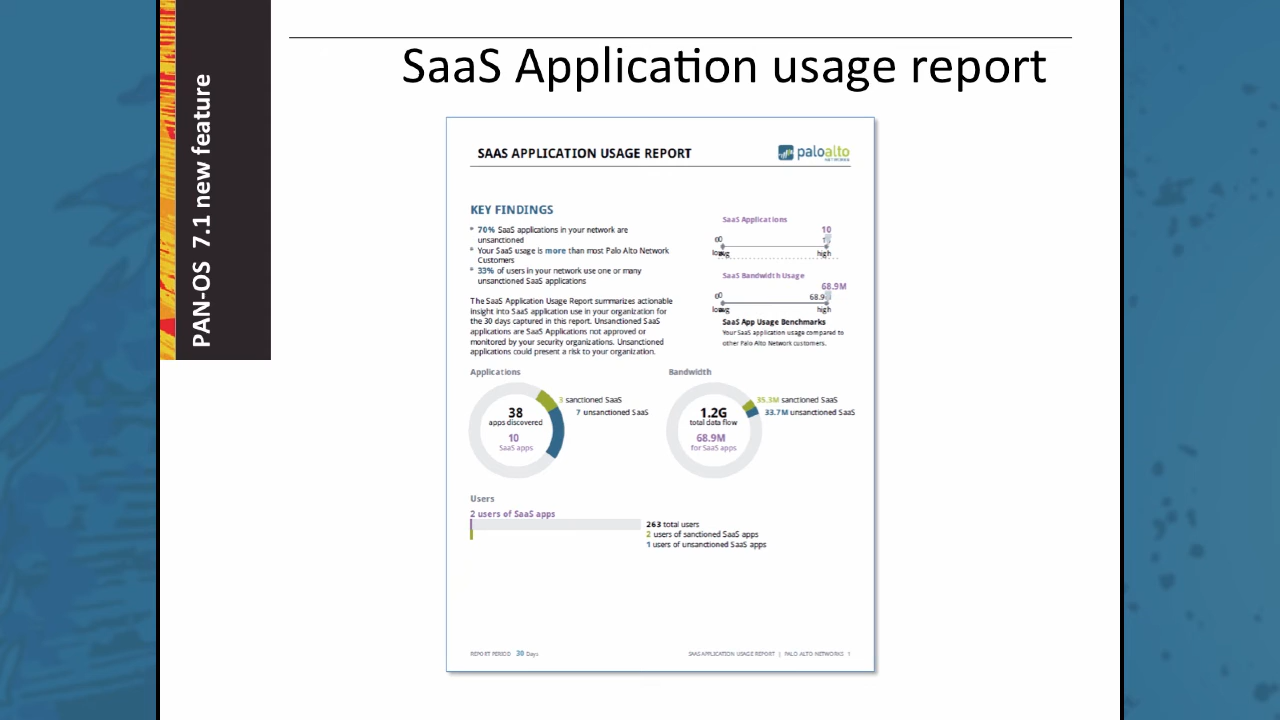 SaaS Application usage report
PAN-OS 7.1 new feature
SAAS APPLICATION USAGE REPORT
paloalto
NETWORKS
KEY FINDINGS
70% SaaS applications in your network are
unsanctioned
Your SaaS usage is more than most Palo Alto Network
Customers
33% of users in your network use one or many
unsanctioned SaaS applications
The SaaS Application Usage Report summarizes actionable
insight into SaaS application use in your organization for
the 30 days captured in this report. Unsanctioned SaaS
applications are SaaS Applications not approved or
monitored by your security organizations. Unsanctioned
applications could present a risk to your organization.
SaaS Applications
10
high
SaaS Bandwidth Usage
68.9M
high
SaaS App Usage Benchmarks
Your SaaS application usage compared to
other Palo Alto Network customers.
Applications
38
apps discovered
10
SaaS apps
3 sanctioned SaaS
7 unsanctioned SaaS
Bandwidth
1.2G
total data flow
68.9M
for SaaS apps
35.3M sanctioned SaaS
33.7M unsanctioned SaaS
Users
2 users of SaaS apps
263 total users
2 users of sanctioned SaaS apps
1 users of unsanctioned SaaS apps
REPORT PERIOD 30 Days
SAAS APPLICATION USAGE REPORT | PALO ALTO NETWORKS 1